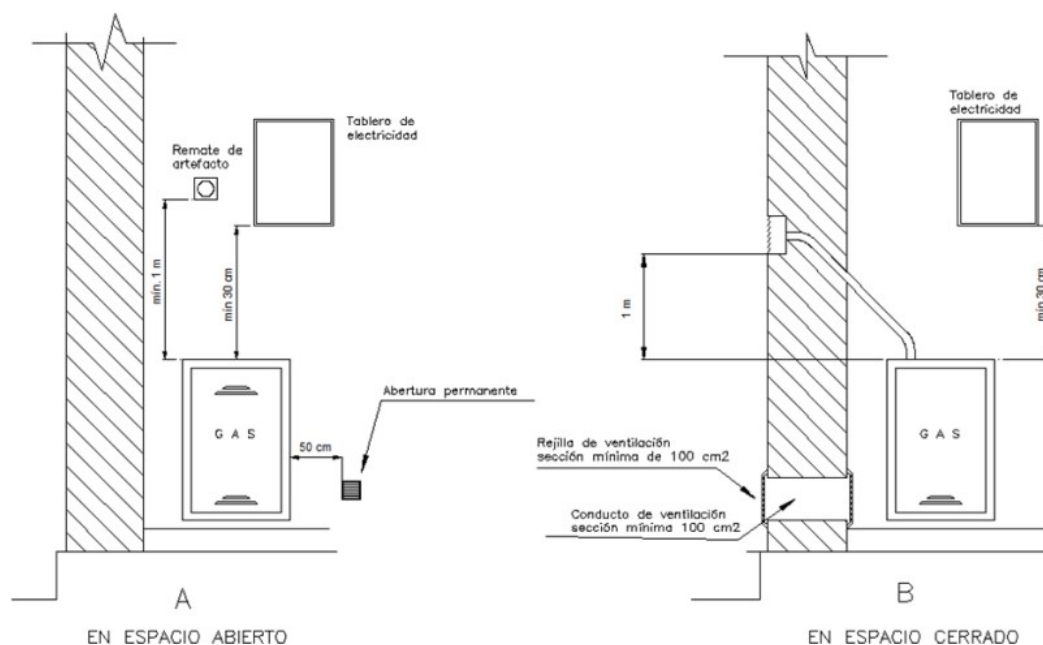 Tablero de
electricidad
Remate de
artefacto
mín. 1 m
mín 30 cm
G A S
50 cm
Abertura permanente
A
EN ESPACIO ABIERTO
Tablero de
electricidad
1 m
mín 30 cm
Rejilla de ventilación
sección mínima de 100 cm2
Conducto de ventilación
sección mínima 100 cm2
G A S
B
EN ESPACIO CERRADO